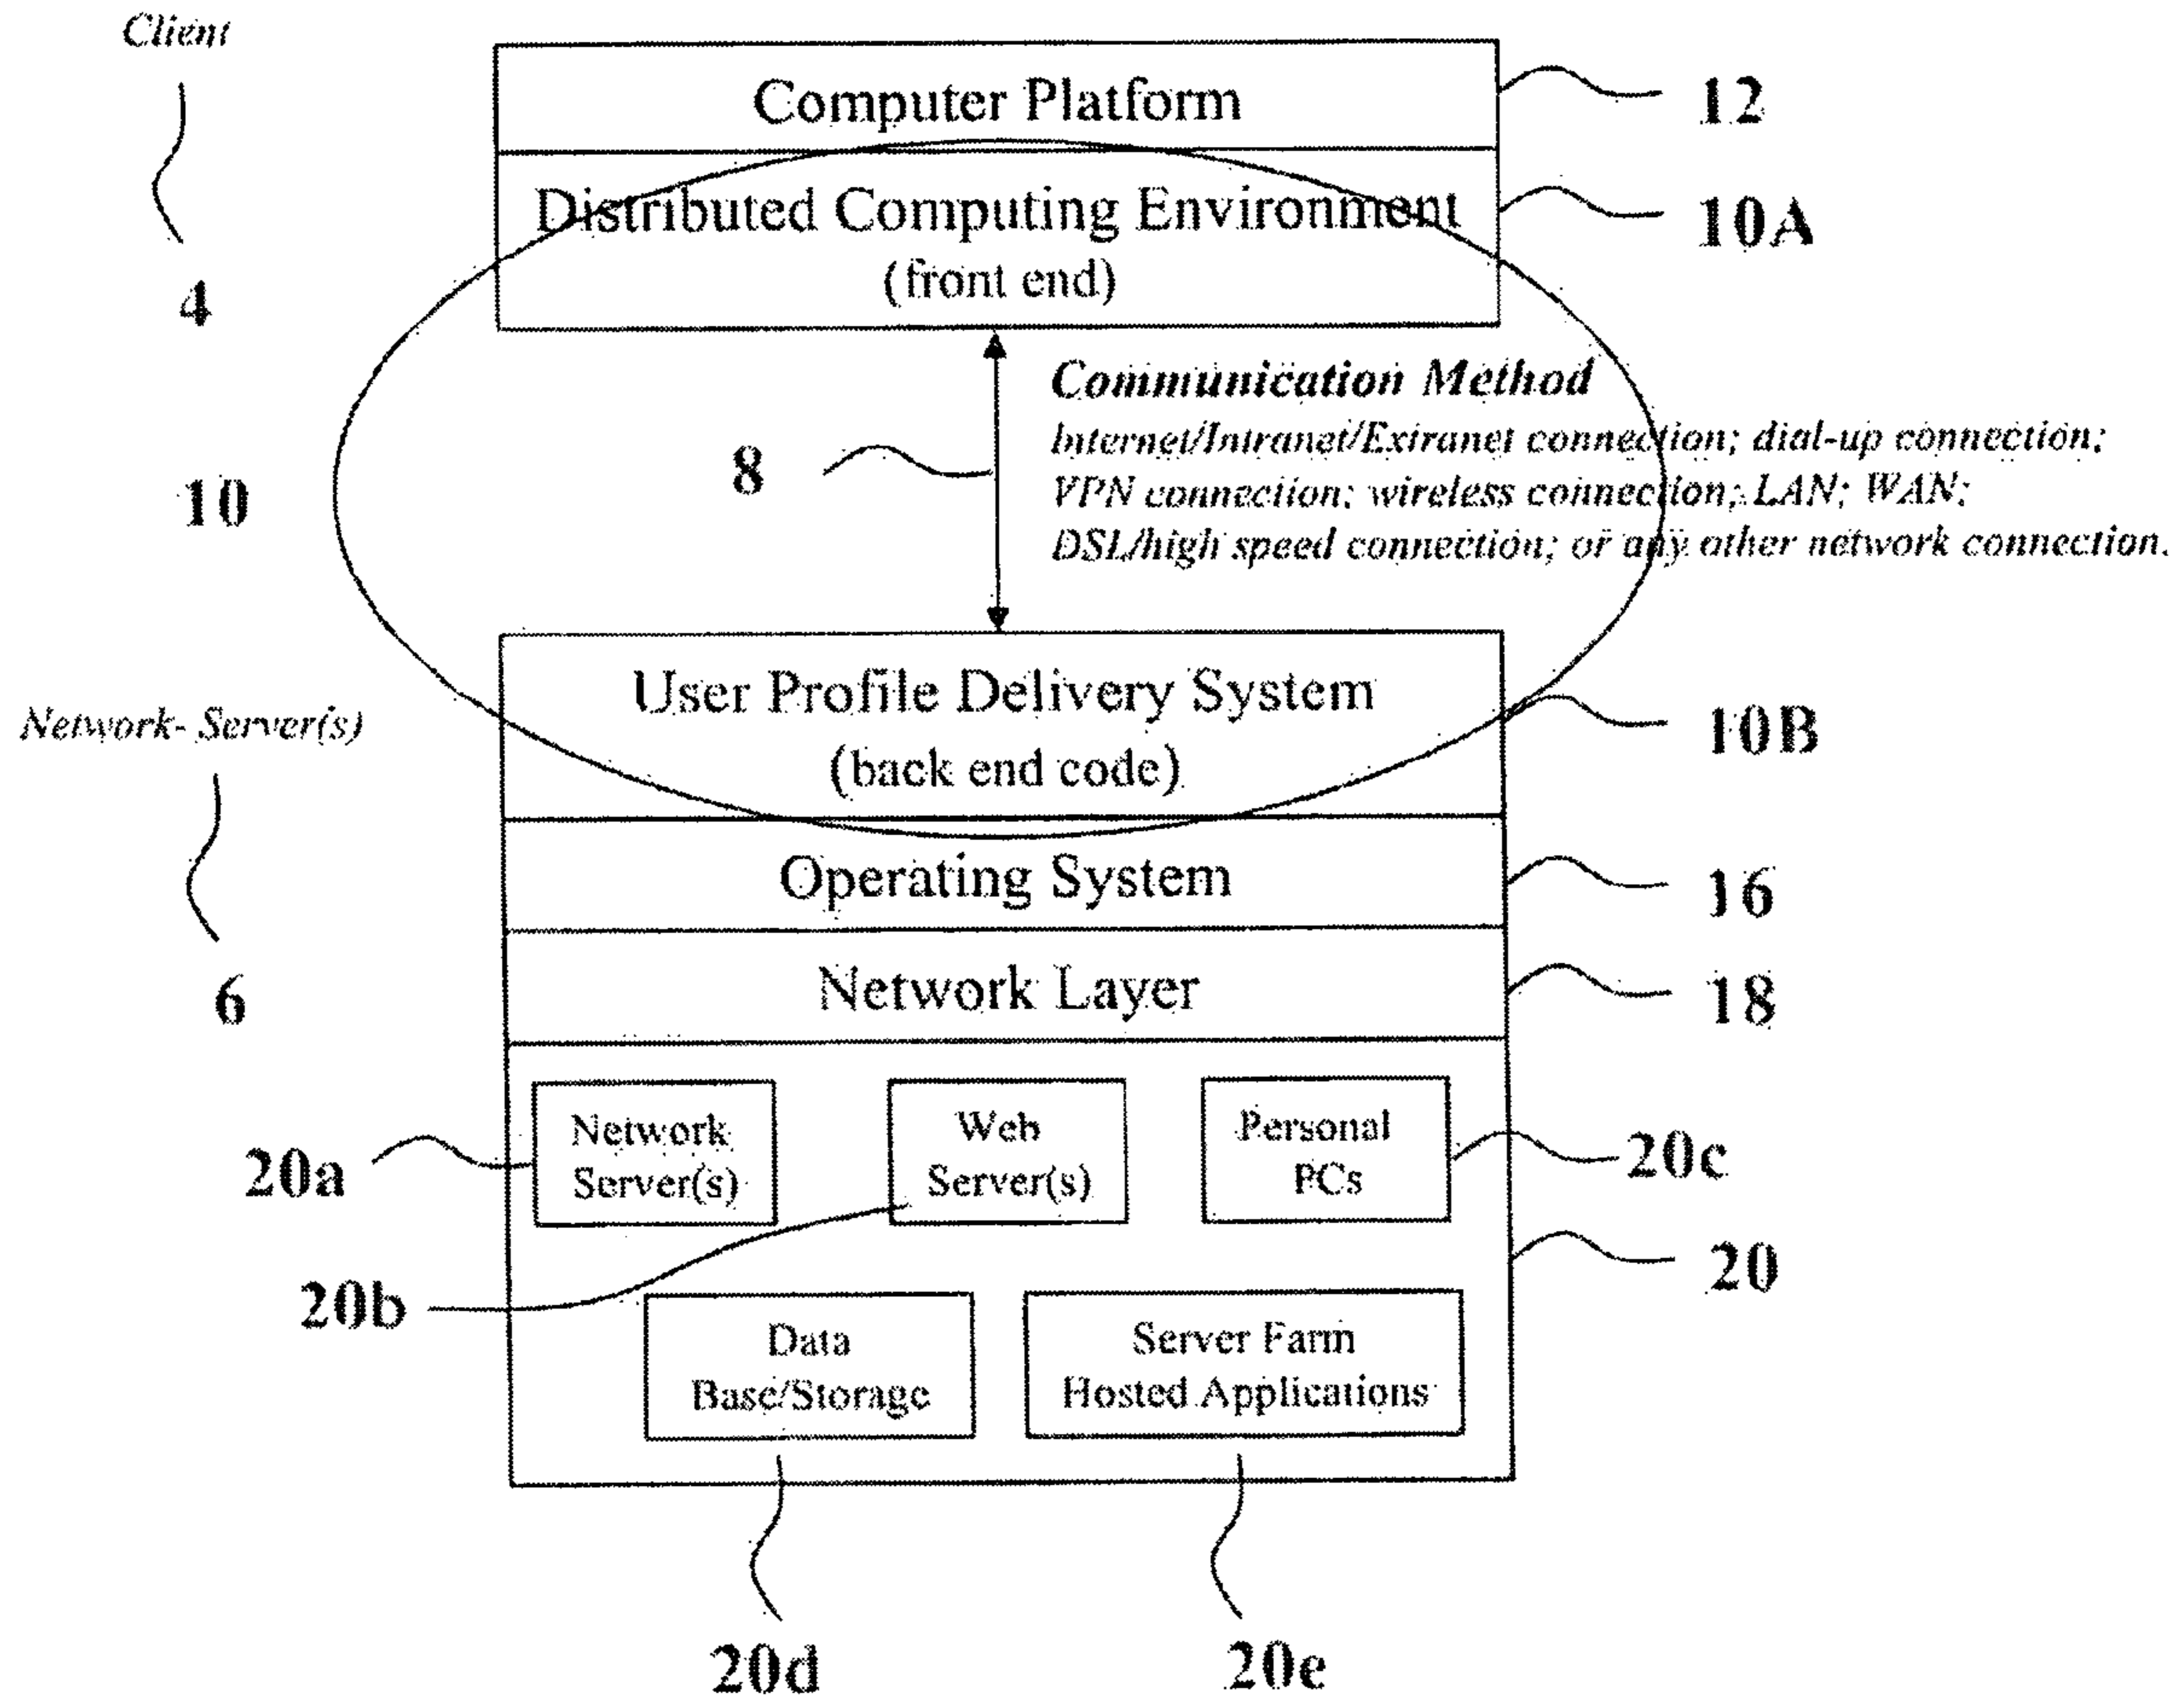 Client
Computer Platform
12
Distributed Computing Environment
(front end)
10A
4
Communication Method
Internet/Intranet/Extranet connection; dial-up connection;
VPN connection; wireless connection; LAN; WAN;
DSL/high speed connection; or any other network connection.
8
10
User Profile Delivery System
(back end code)
10B
Network- Server(s)
Operating System
16
6
Network Layer
18
Network
Server(s)
Web
Server(s)
Personal
PCs
20a
20c
20
20b
Data
Base/Storage
Server Farm
Hosted Applications
20d
20e